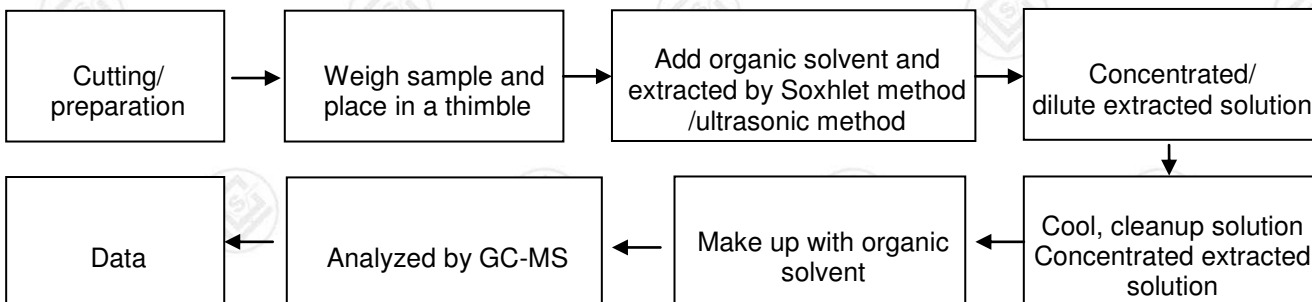 Cutting/
preparation
Weigh sample and
place in a thimble
Add organic solvent and
extracted by Soxhlet method
/ultrasonic method
Concentrated/
dilute extracted solution
Cool, cleanup solution
Concentrated extracted
solution
Make up with organic
solvent
Analyzed by GC-MS
Data